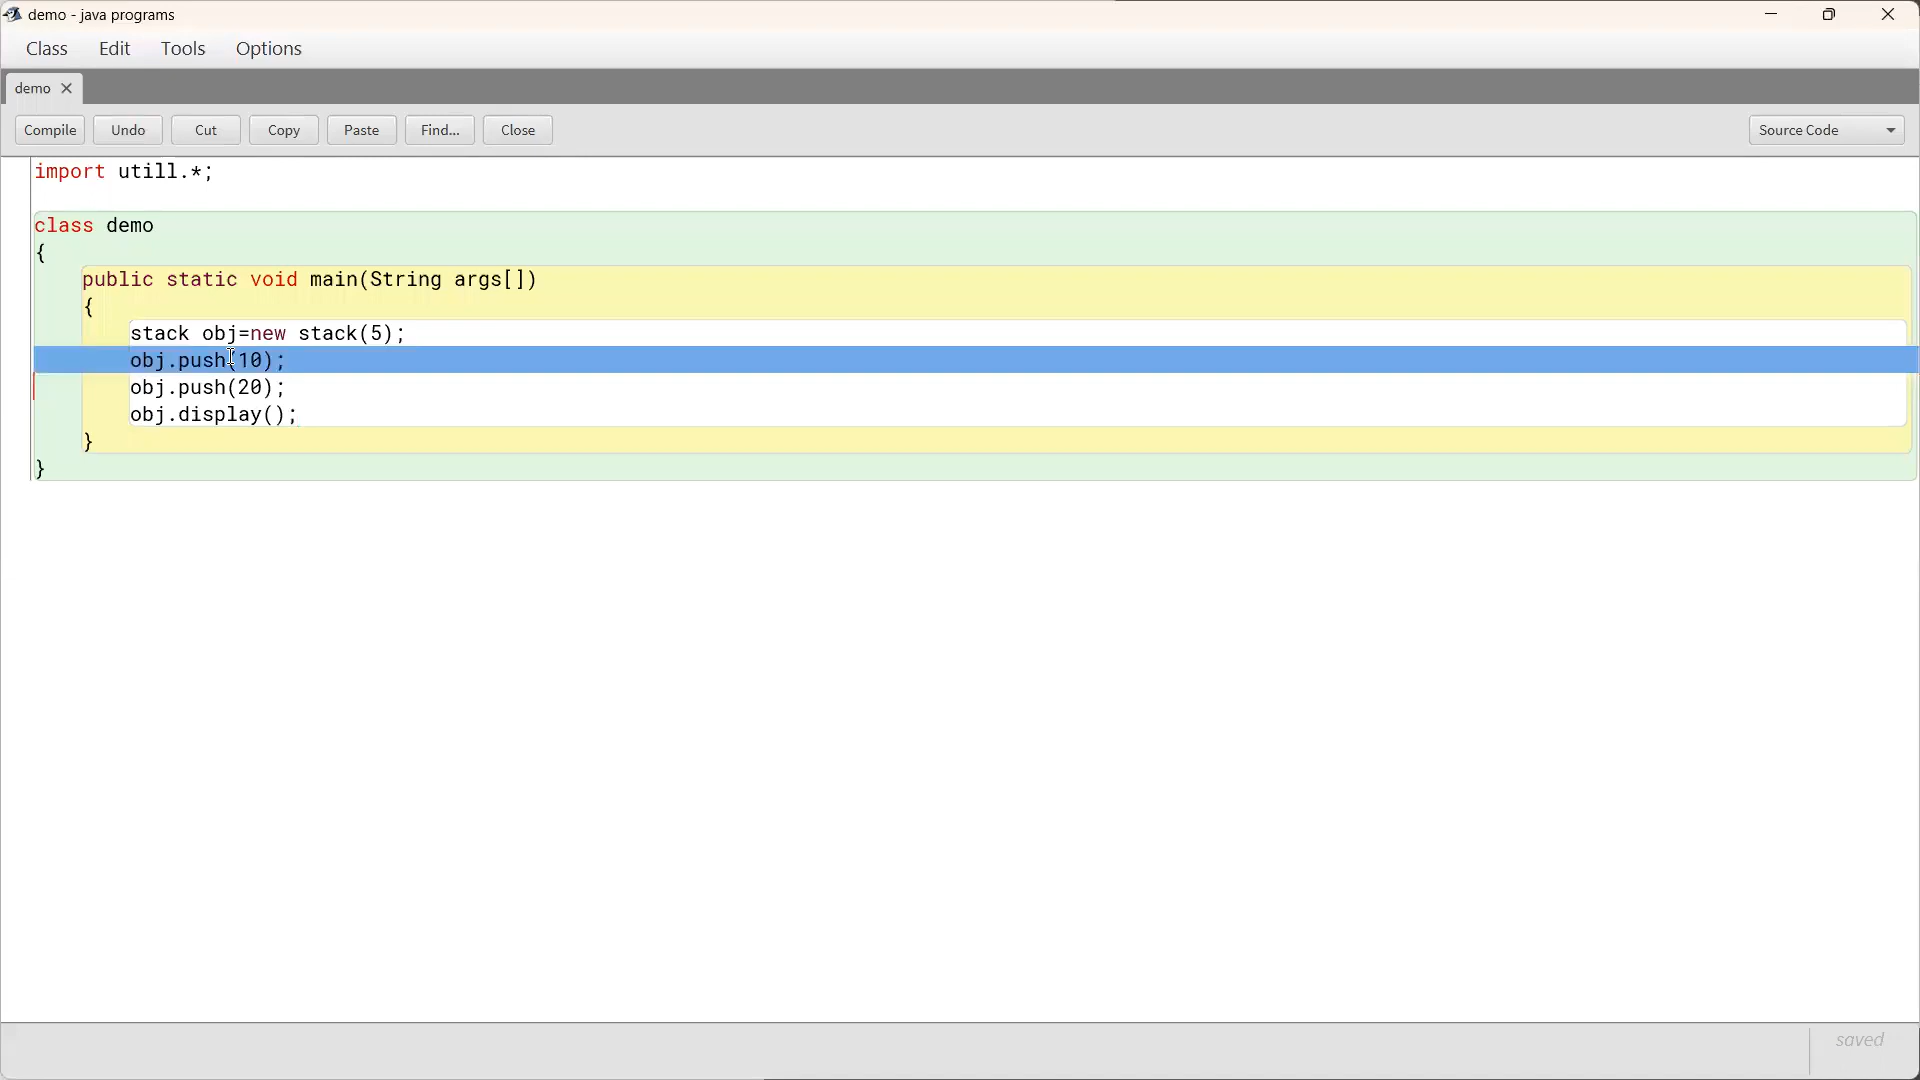 demo - java programs
Class Edit Tools Options
demo
Compile Undo Cut Copy Paste Find... Close Source Code
import utill.*;
class demo
{
public static void main(String args[])
{
stack obj=new stack(5);
obj.push(10);
obj.push(20);
obj.display();
}
}
saved